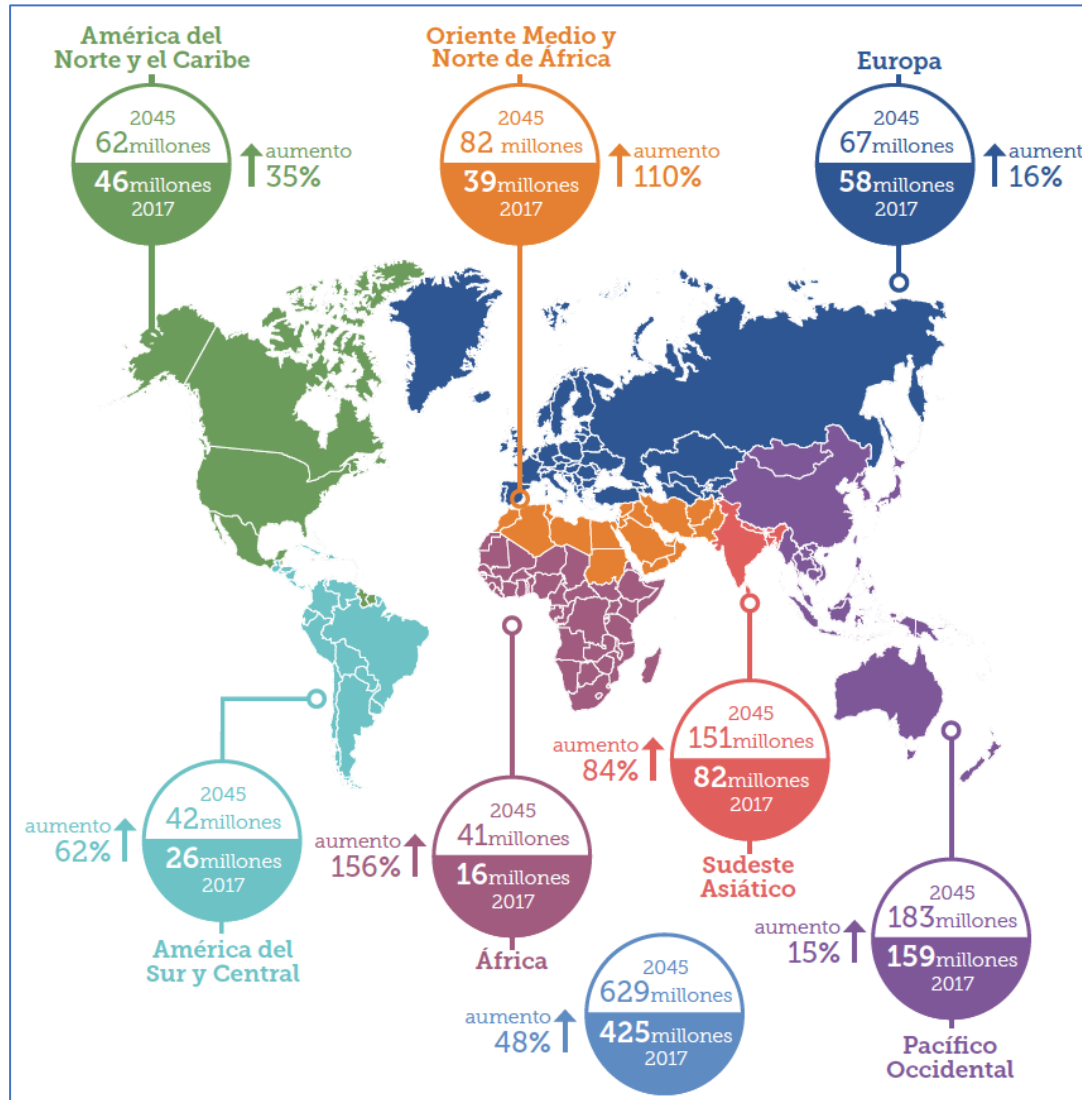 América del
Norte y el Caribe
2045
62millones
46millones
2017
aumento
35%
Oriente Medio y
Norte de África
2045
82 millones
39millones
2017
aumento
110%
Europa
2045
67millones
58millones
2017
aument
16%
aumento
62%
2045
42millones
26millones
2017
América del
Sur y Central
aumento
156%
2045
41millones
16millones
2017
África
aumento
84%
2045
151millones
82millones
2017
Sudeste
Asiático
aumento
15%
2045
183millones
159millones
2017
Pacífico
Occidental
aumento
48%
2045
629millones
425millones
2017